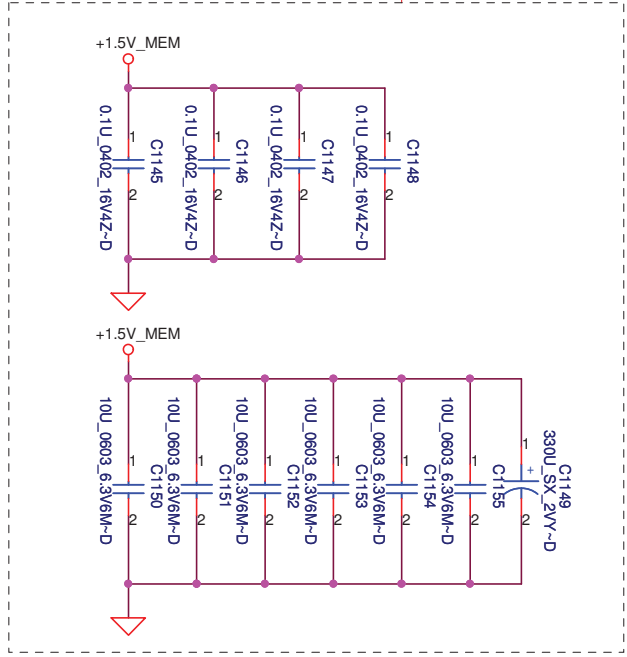 +1.5V_MEM
1
2
C1145
0.1U_0402_16V4Z~D
1
2
C1146
0.1U_0402_16V4Z~D
1
2
C1147
0.1U_0402_16V4Z~D
1
2
C1148
0.1U_0402_16V4Z~D
+1.5V_MEM
1
2
C1150
10U_0603_6.3V6M~D
1
2
C1151
10U_0603_6.3V6M~D
1
2
C1152
10U_0603_6.3V6M~D
1
2
C1153
10U_0603_6.3V6M~D
1
2
C1154
10U_0603_6.3V6M~D
1
2
C1155
10U_0603_6.3V6M~D
1
+
2
C1149
330U_SX_2VY~D